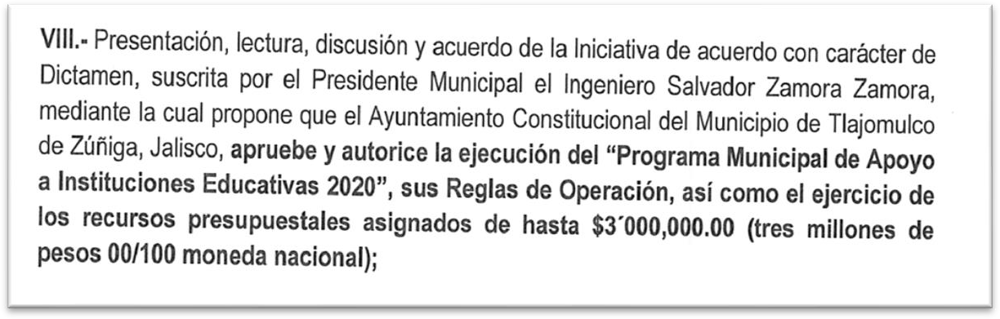 VIII.- Presentación, lectura, discusión y acuerdo de la Iniciativa de acuerdo con carácter de
Dictamen, suscrita por el Presidente Municipal el Ingeniero Salvador Zamora Zamora,
mediante la cual propone que el Ayuntamiento Constitucional del Municipio de Tlajomulco
de Zúñiga, Jalisco, apruebe y autorice la ejecución del “Programa Municipal de Apoyo
a Instituciones Educativas 2020”, sus Reglas de Operación, así como el ejercicio de
los recursos presupuestales asignados de hasta $3´000,000.00 (tres millones de
pesos 00/100 moneda nacional);